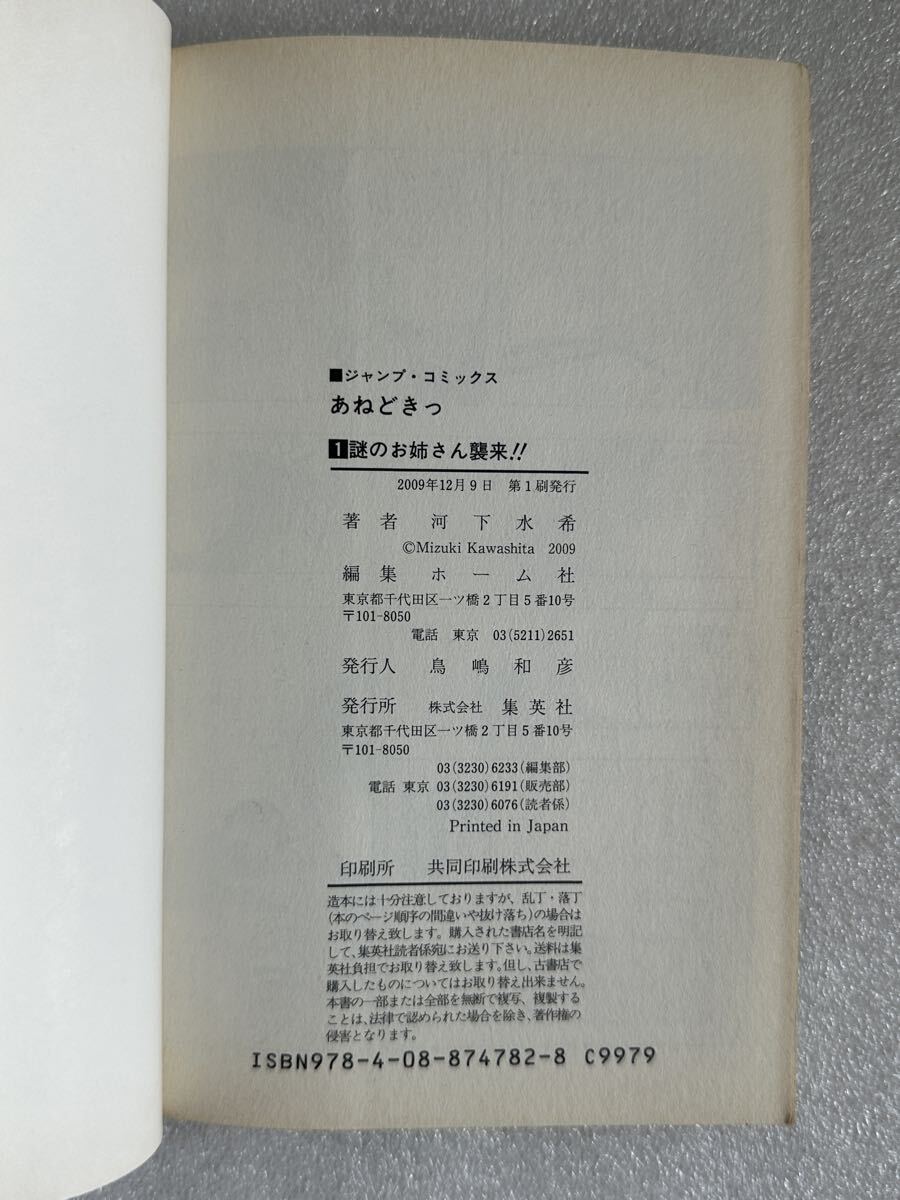 ■ジャンプ・コミックス
あねどきっ
1謎のお姉さん襲来!!
2009年12月9日 第1刷発行
著者 河下水希
©Mizuki Kawashita 2009
編集 ホーム社
東京都千代田区一ツ橋2丁目5番10号
〒101-8050
電話 東京 03(5211)2651
発行人 鳥嶋和彦
発行所 株式会社 集英社
東京都千代田区一ツ橋2丁目5番10号
〒101-8050
03(3230)6233(編集部)
電話 東京 03(3230)6191(販売部)
03(3230)6076(読者係)
Printed in Japan
印刷所 共同印刷株式会社
造本には十分注意しておりますが、乱丁・落丁
(本のページ順序の間違いや抜け落ち)の場合は
お取り替え致します。購入された書店名を明記
して、集英社読者係宛にお送り下さい。送料は集
英社負担でお取り替え致します。但し、古書店で
購入したものについてはお取り替え出来ません。
本書の一部または全部を無断で複写、複製する
ことは、法律で認められた場合を除き、著作権の
侵害となります。
ISBN978-4-08-874782-8 C9979